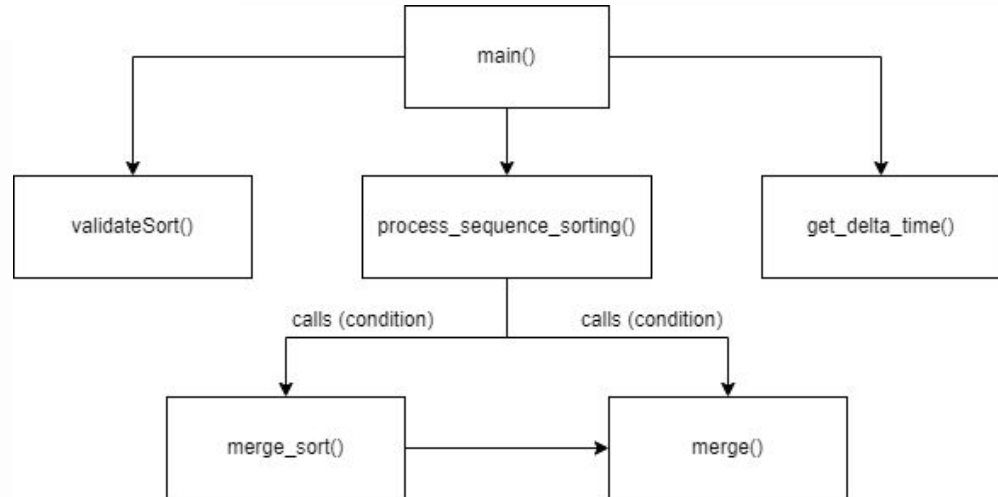 main()
validateSort()
process_sequence_sorting()
get_delta_time()
calls (condition)
calls (condition)
merge_sort()
merge()